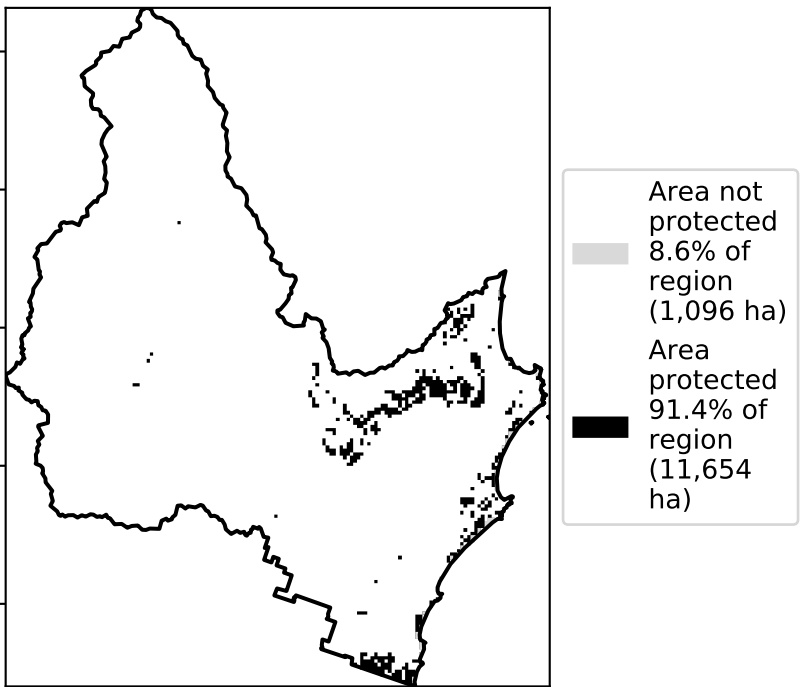 Area not
protected
8.6% of
region
(1,096 ha)
Area
protected
91.4% of
region
(11,654
ha)